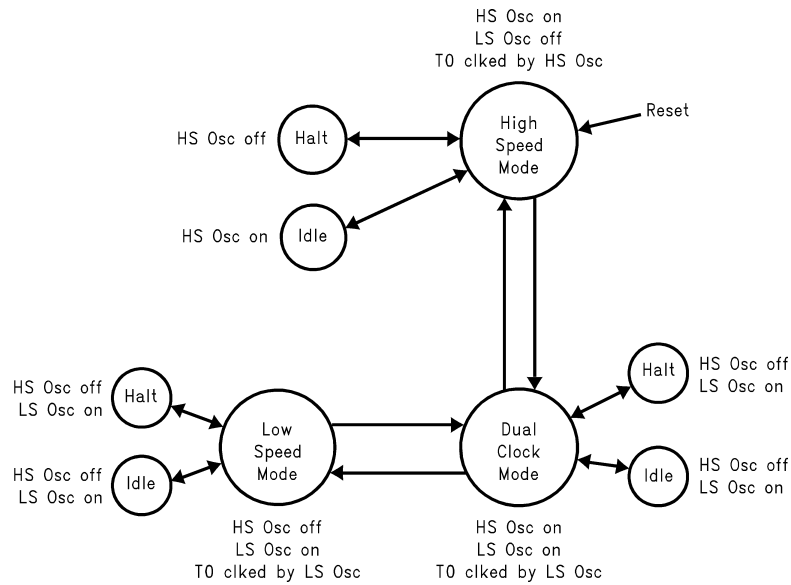 HS Osc on
LS Osc off
T0 clked by HS Osc
High
Speed
Mode
Reset
HS Osc off
Halt
HS Osc on
Idle
HS Osc off
LS Osc on
Halt
HS Osc off
LS Osc on
Idle
Low
Speed
Mode
HS Osc off
LS Osc on
T0 clked by LS Osc
Dual
Clock
Mode
HS Osc on
LS Osc on
T0 clked by LS Osc
Halt
HS Osc off
LS Osc on
Idle
HS Osc off
LS Osc on